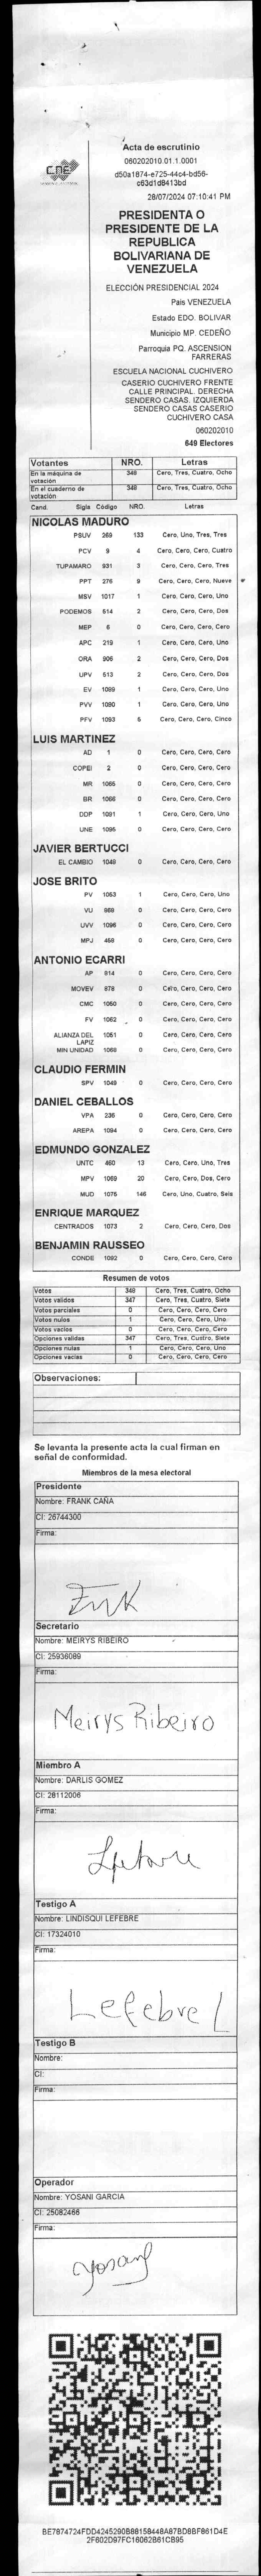 CNE
Acta de escrutinio
060202010.01.1.0001
d50a1874-e725-44c4-bd56-
c63d1d8413bd
28/07/2024 07:10:41 PM
PRESIDENTA O
PRESIDENTE DE LA
REPUBLICA
BOLIVARIANA DE
VENEZUELA
ELECCIÓN PRESIDENCIAL 2024
Pais VENEZUELA
Estado EDO. BOLIVAR
Municipio MP. CEDEÑO
Parroquia PQ. ASCENSION
FARRERAS
ESCUELA NACIONAL CUCHIVERO
CASERIO CUCHIVERO FRENTE
CALLE PRINCIPAL. DERECHA
SENDERO CASAS. IZQUIERDA
SENDERO CASAS CASERIO
CUCHIVERO CASA
060202010
649 Electores
Votantes NRO. Letras
En la máquina de votación 348 Cero, Tres, Cuatro, Ocho
En el cuaderno de votación 348 Cero, Tres, Cuatro, Ocho
Cand. Sigla Código NRO. Letras
NICOLAS MADURO
PSUV 269 133 Cero, Uno, Tres, Tres
PCV 9 4 Cero, Cero, Cero, Cuatro
TUPAMARO 931 3 Cero, Cero, Cero, Tres
PPT 276 9 Cero, Cero, Cero, Nueve
MSV 1017 1 Cero, Cero, Cero, Uno
PODEMOS 514 2 Cero, Cero, Cero, Dos
MEP 6 0 Cero, Cero, Cero, Cero
APC 219 1 Cero, Cero, Cero, Uno
ORA 906 2 Cero, Cero, Cero, Dos
UPV 513 2 Cero, Cero, Cero, Dos
EV 1089 1 Cero, Cero, Cero, Uno
PVV 1090 1 Cero, Cero, Cero, Uno
PFV 1093 5 Cero, Cero, Cero, Cinco
LUIS MARTINEZ
AD 1 0 Cero, Cero, Cero, Cero
COPEI 2 0 Cero, Cero, Cero, Cero
MR 1065 0 Cero, Cero, Cero, Cero
BR 1066 0 Cero, Cero, Cero, Cero
DDP 1091 1 Cero, Cero, Cero, Uno
UNE 1095 0 Cero, Cero, Cero, Cero
JAVIER BERTUCCI
EL CAMBIO 1048 0 Cero, Cero, Cero, Cero
JOSE BRITO
PV 1053 1 Cero, Cero, Cero, Uno
VU 968 0 Cero, Cero, Cero, Cero
UVV 1096 0 Cero, Cero, Cero, Cero
MPJ 458 0 Cero, Cero, Cero, Cero
ANTONIO ECARRI
AP 914 0 Cero, Cero, Cero, Cero
MOVEV 878 0 Cero, Cero, Cero, Cero
CMC 1050 0 Cero, Cero, Cero, Cero
FV 1052 0 Cero, Cero, Cero, Cero
ALIANZA DEL LAPIZ 1051 0 Cero, Cero, Cero, Cero
MIN UNIDAD 1068 0 Cero, Cero, Cero, Cero
CLAUDIO FERMIN
SPV 1049 0 Cero, Cero, Cero, Cero
DANIEL CEBALLOS
VPA 236 0 Cero, Cero, Cero, Cero
AREPA 1094 0 Cero, Cero, Cero, Cero
EDMUNDO GONZALEZ
UNTC 460 13 Cero, Cero, Uno, Tres
MPV 1069 20 Cero, Cero, Dos, Cero
MUD 1075 146 Cero, Uno, Cuatro, Seis
ENRIQUE MARQUEZ
CENTRADOS 1073 2 Cero, Cero, Cero, Dos
BENJAMIN RAUSSEO
CONDE 1092 0 Cero, Cero, Cero, Cero
Resumen de votos
Votos 348 Cero, Tres, Cuatro, Ocho
Votos validos 347 Cero, Tres, Cuatro, Siete
Votos parciales 0 Cero, Cero, Cero, Cero
Votos nulos 1 Cero, Cero, Cero, Uno
Votos vacios 0 Cero, Cero, Cero, Cero
Opciones validas 347 Cero, Tres, Cuatro, Siete
Opciones nulas 1 Cero, Cero, Cero, Uno
Opciones vacias 0 Cero, Cero, Cero, Cero
Observaciones:
Se levanta la presente acta la cual firman en
señal de conformidad.
Miembros de la mesa electoral
Presidente
Nombre: FRANK CAÑA
CI: 26744300
Firma:
Secretario
Nombre: MEIRYS RIBEIRO
CI: 25936089
Firma:
Meirys Ribeiro
Miembro A
Nombre: DARLIS GOMEZ
CI: 28112006
Firma:
Testigo A
Nombre: LINDISQUI LEFEBRE
CI: 17324010
Firma:
Lefebre L
Testigo B
Nombre:
CI:
Firma:
Operador
Nombre: YOSANI GARCIA
CI: 25082466
Firma:
Yosany
BE7874724FDD4245290B88158448A87BD8BF861D4E
2F602D97FC16062B61CB95